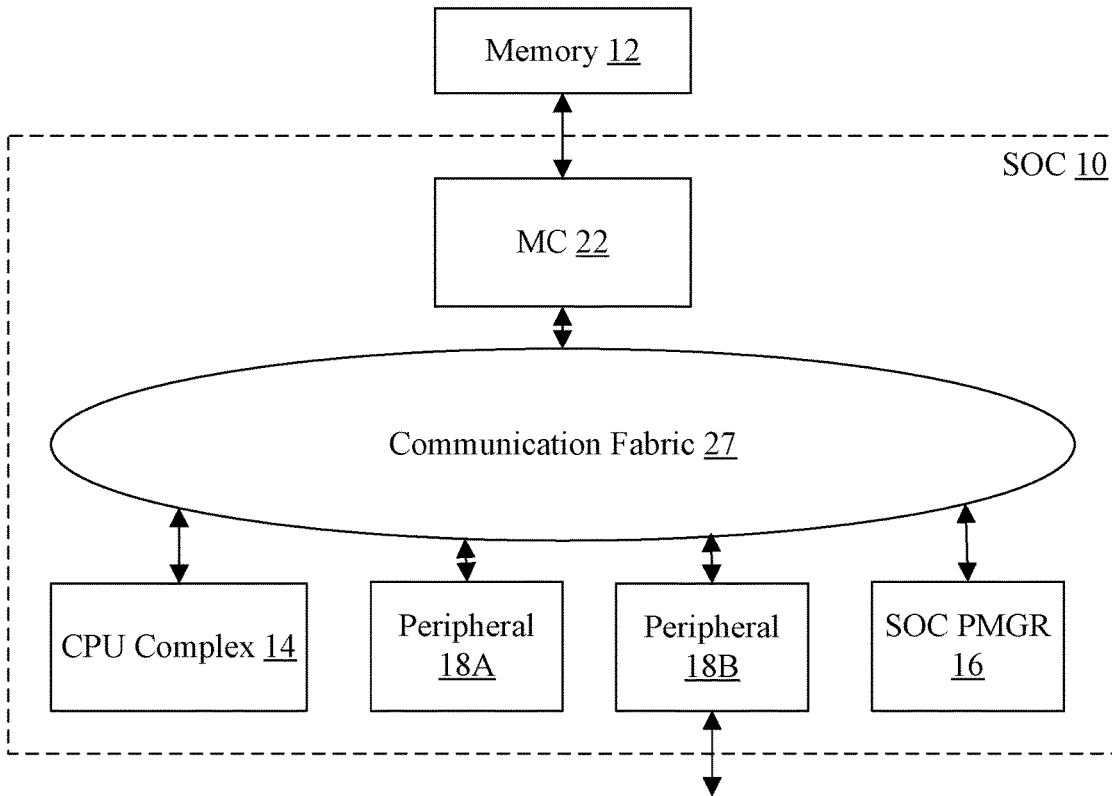 Memory 12
SOC 10
MC 22
Communication Fabric 27
CPU Complex 14
Peripheral
18A
Peripheral
18B
SOC PMGR
16